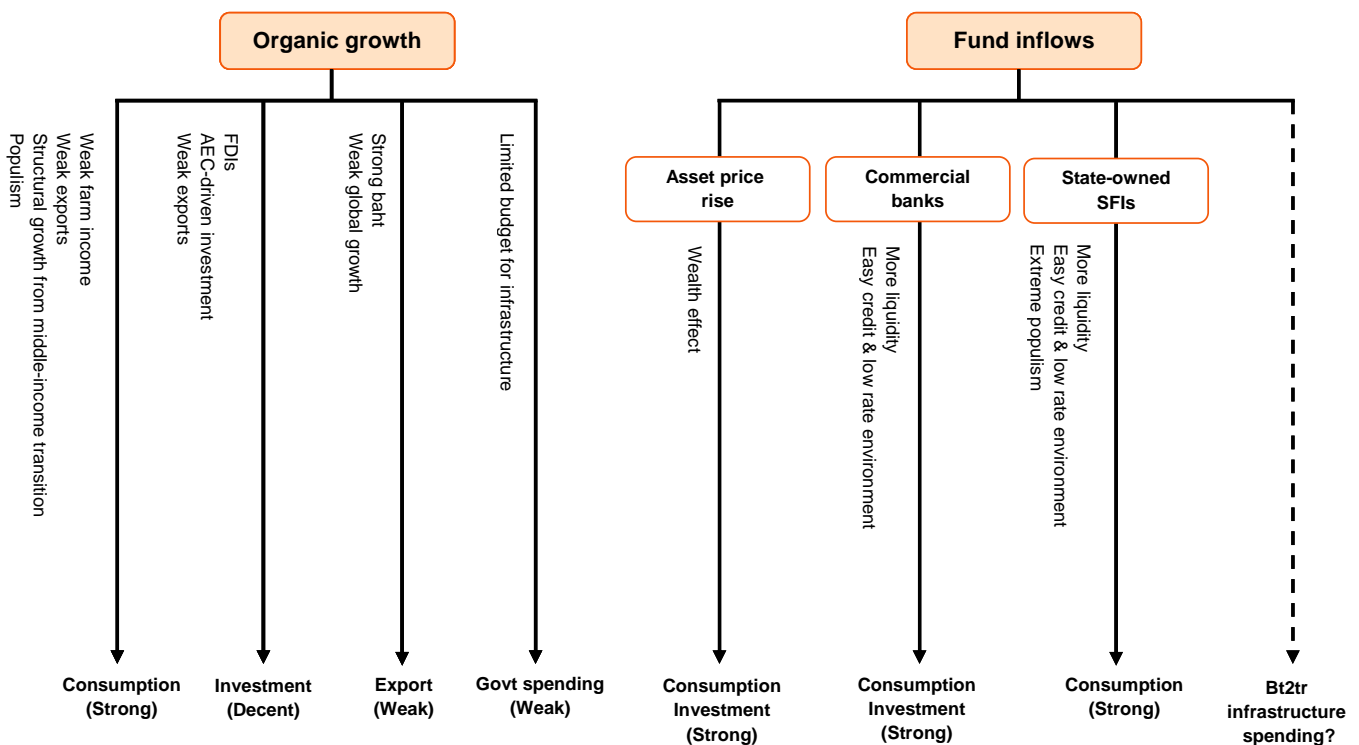 Organic growth
Fund inflows
Weak farm income
Weak exports
Structural growth from middle-income transition
Populism
FDIs
AEC-driven investment
Weak exports
Strong baht
Weak global growth
Limited budget for infrastructure
Asset price
rise
Commercial
banks
State-owned
SFIs
Wealth effect
More liquidity
Easy credit & low rate environment
More liquidity
Easy credit & low rate environment
Extreme populism
Consumption
(Strong)
Investment
(Decent)
Export
(Weak)
Govt spending
(Weak)
Consumption
Investment
(Strong)
Consumption
Investment
(Strong)
Consumption
(Strong)
Bt2tr
infrastructure
spending?